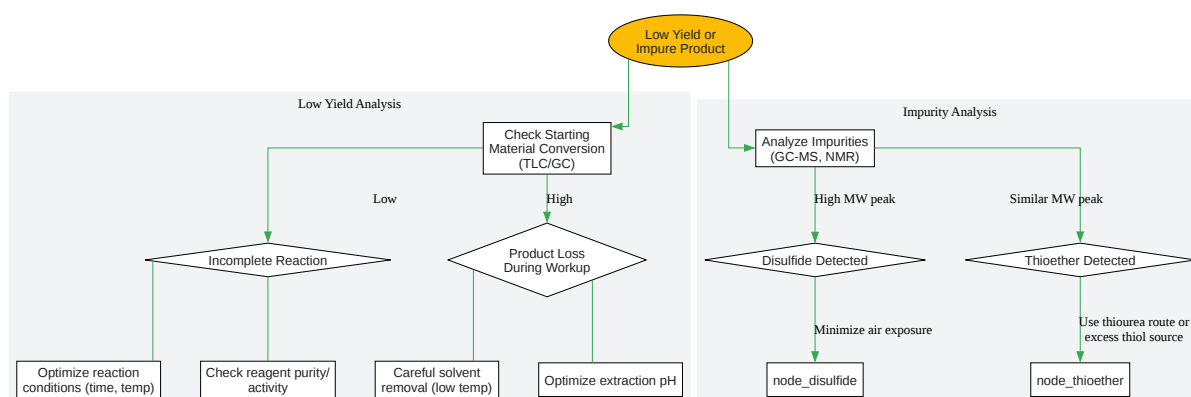 Low Yield or
Impure Product
Low Yield Analysis
Impurity Analysis
Check Starting
Material Conversion
(TLC/GC)
Analyze Impurities
(GC-MS, NMR)
Low
High
High MW peak
Similar MW peak
Incomplete Reaction
Product Loss
During Workup
Disulfide Detected
Thioether Detected
Minimize air exposure
Use thiourea route or
excess thiol source
Optimize reaction
conditions (time, temp)
Check reagent purity/
activity
Careful solvent
removal (low temp)
Optimize extraction pH
node_disulfide
node_thioether